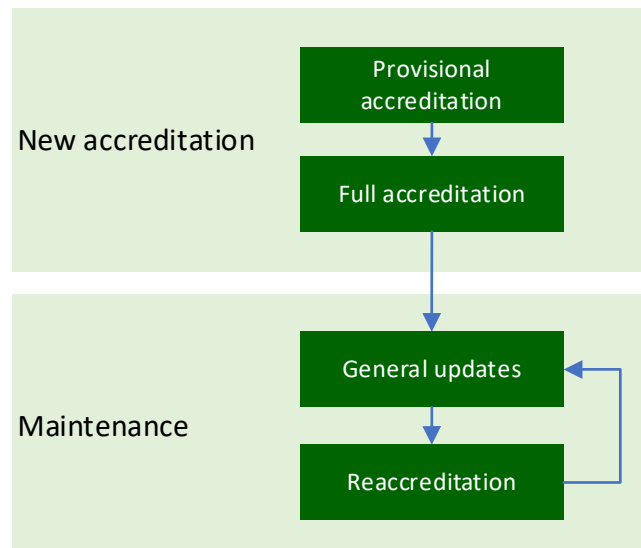 Provisional
accreditation
New accreditation
Full accreditation
General updates
Maintenance
Reaccreditation